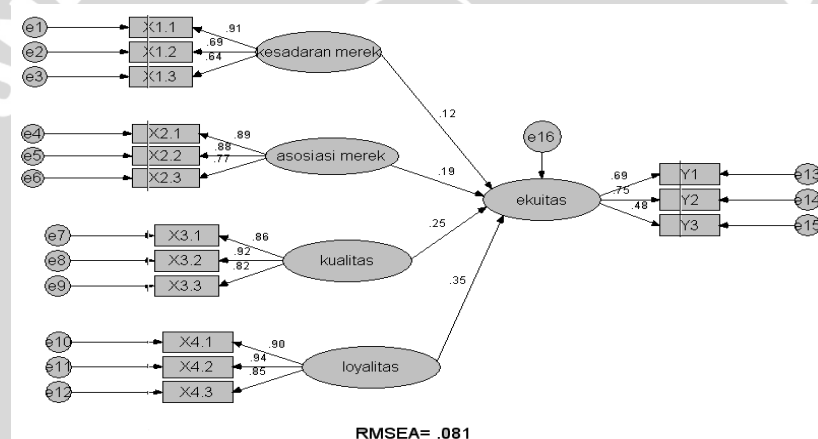 e1 X1.1 .91
e2 X1.2 .69 kesadaran merek
e3 X1.3 .64
.12
e4 X2.1 .89
e5 X2.2 .88 asosiasi merek
e6 X2.3 .77
.19
e16
ekuitas
.69 Y1 e13
.75 Y2 e14
.48 Y3 e15
e7 X3.1 .86
e8 X3.2 .92 kualitas
e9 X3.3 .82
.25
e10 X4.1 .90
e11 X4.2 .94 loyalitas
e12 X4.3 .85
.35
RMSEA= .081